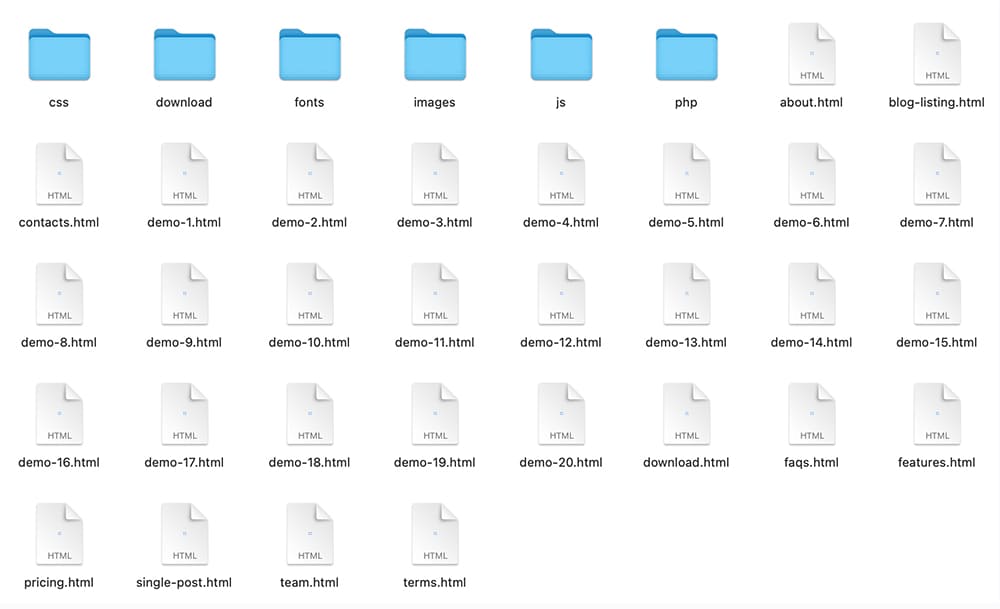 HTML HTML
css download fonts images js php about.html blog-listing.html
HTML HTML HTML HTML HTML HTML HTML HTML
contacts.html demo-1.html demo-2.html demo-3.html demo-4.html demo-5.html demo-6.html demo-7.html
HTML HTML HTML HTML HTML HTML HTML HTML
demo-8.html demo-9.html demo-10.html demo-11.html demo-12.html demo-13.html demo-14.html demo-15.html
HTML HTML HTML HTML HTML HTML HTML HTML
demo-16.html demo-17.html demo-18.html demo-19.html demo-20.html download.html faqs.html features.html
HTML HTML HTML HTML
pricing.html single-post.html team.html terms.html